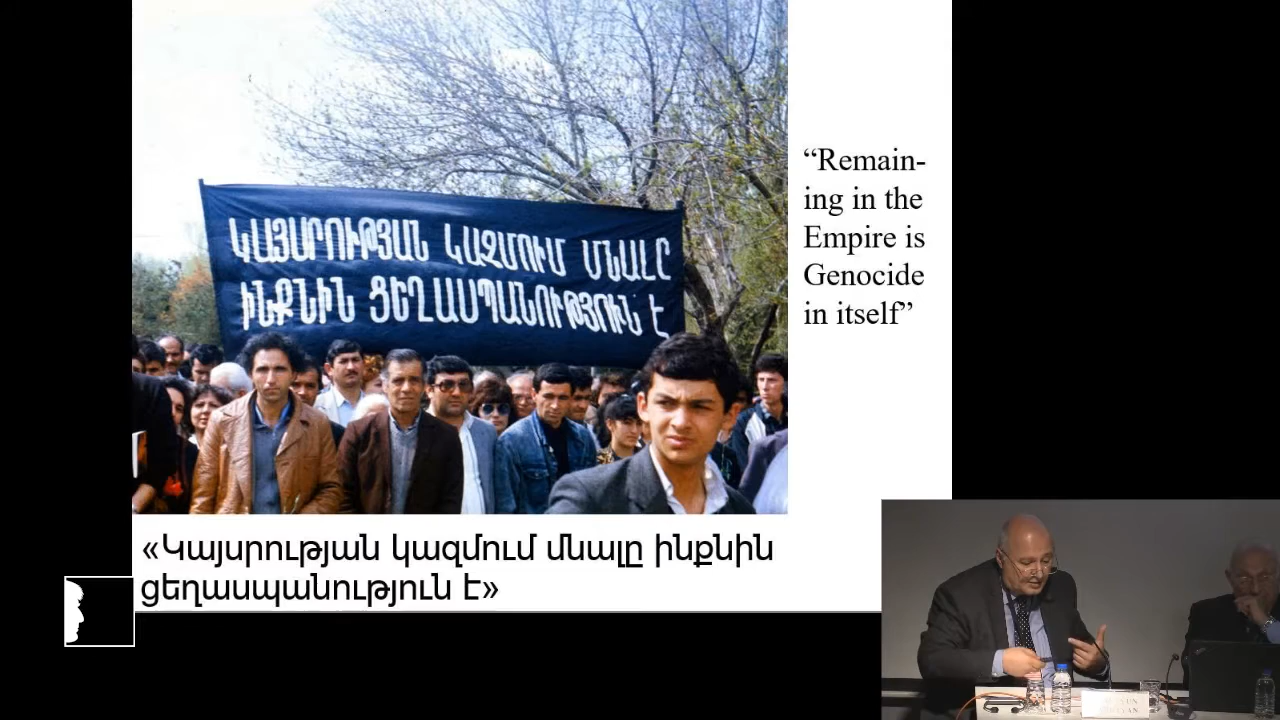 ԿԱՅՍՐՈՒԹՅԱՆ ԿԱԶՄՈՒՄ ՄՆԱԼԸ
ԻՆՔՆԻՆ ՑԵՂԱՍՊԱՆՈՒԹՅՈՒՆ Է
“Remain-
ing in the
Empire is
Genocide
in itself”
«Կայսրության կազմում մնալը ինքնին
ցեղասպանություն է»